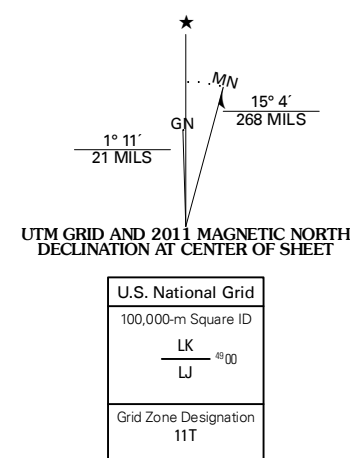 ★
MN
GN
15° 4´
268 MILS
1° 11´
21 MILS
UTM GRID AND 2011 MAGNETIC NORTH
DECLINATION AT CENTER OF SHEET
U.S. National Grid
100,000-m Square ID
LK
4900
LJ
Grid Zone Designation
11T